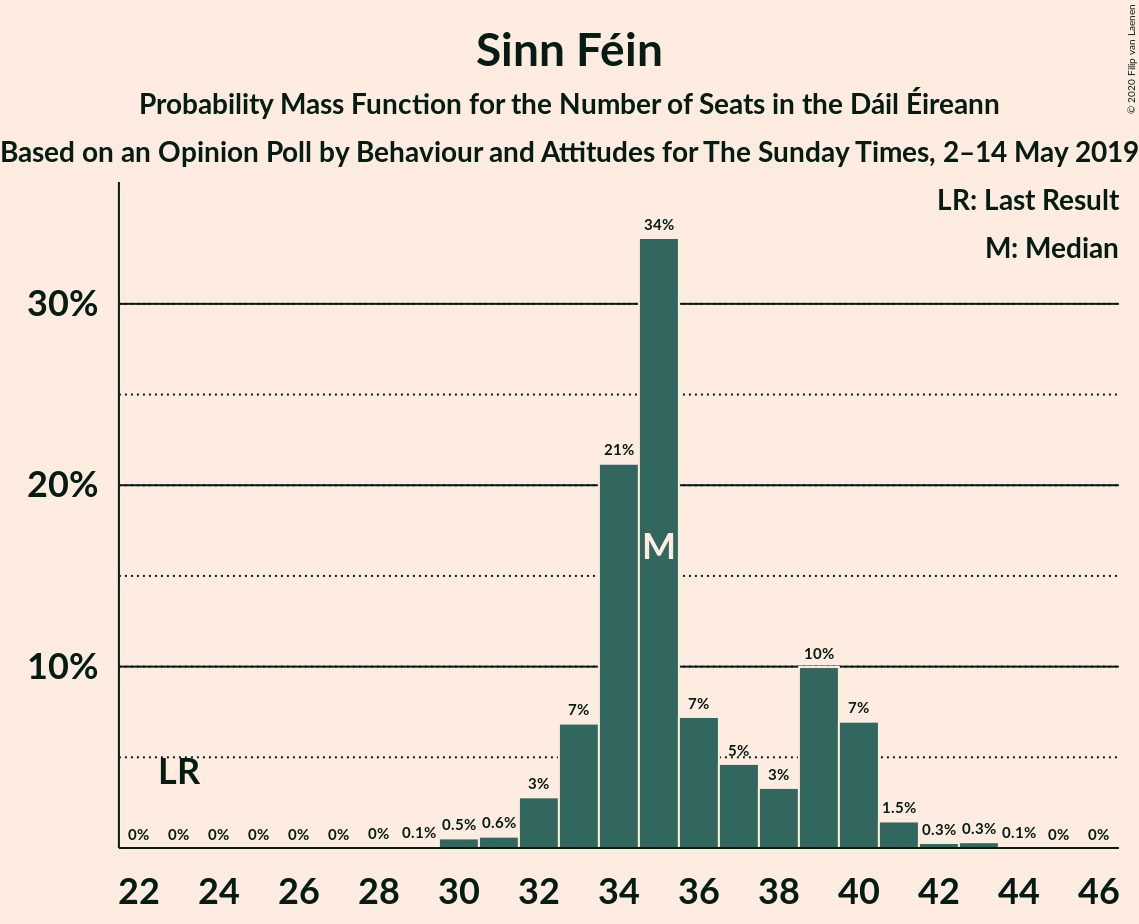 Sinn Féin
Probability Mass Function for the Number of Seats in the Dáil Éireann
Based on an Opinion Poll by Behaviour and Attitudes for The Sunday Times, 2–14 May 2019
© 2020 Filip van Laenen
LR: Last Result
M: Median
30%
20%
10%
0% 0% 0% 0% 0% 0% 0% 0.1% 0.5% 0.6% 3% 7% 21% 34% 7% 5% 3% 10% 7% 1.5% 0.3% 0.3% 0.1% 0% 0%
M
LR
22 24 26 28 30 32 34 36 38 40 42 44 46